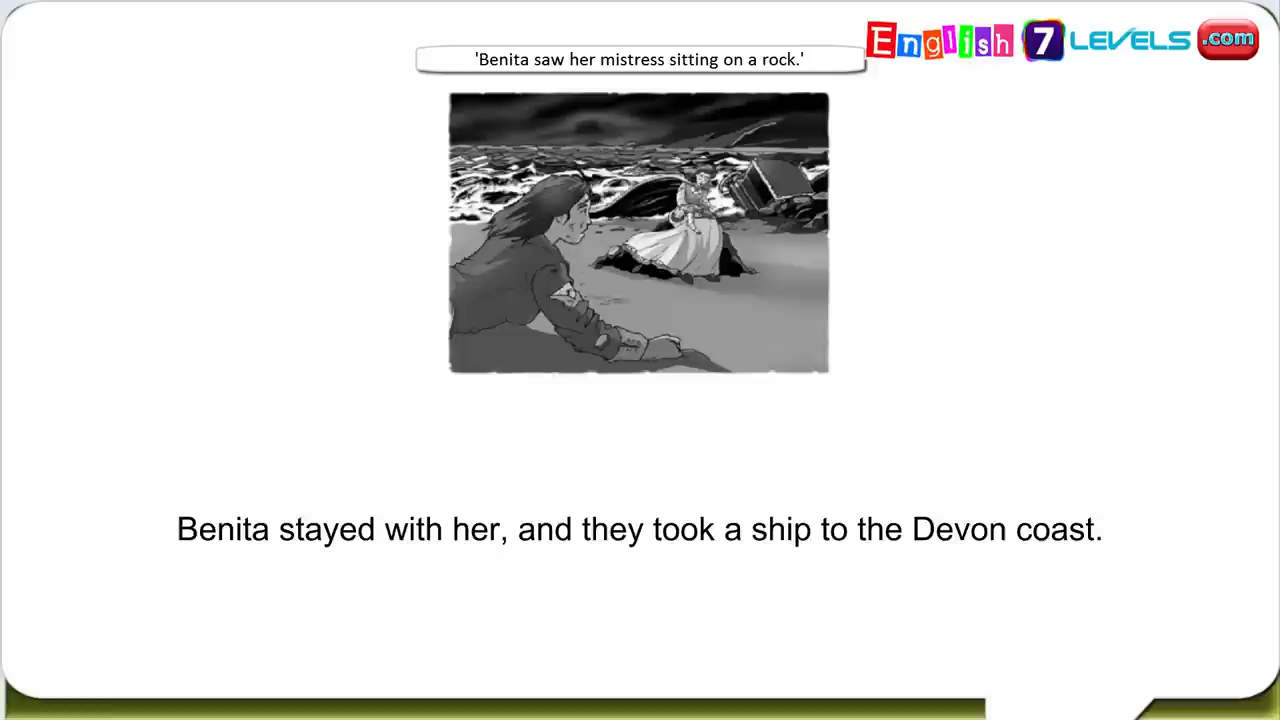 English 7 LEVELS .com
'Benita saw her mistress sitting on a rock.'
Benita stayed with her, and they took a ship to the Devon coast.